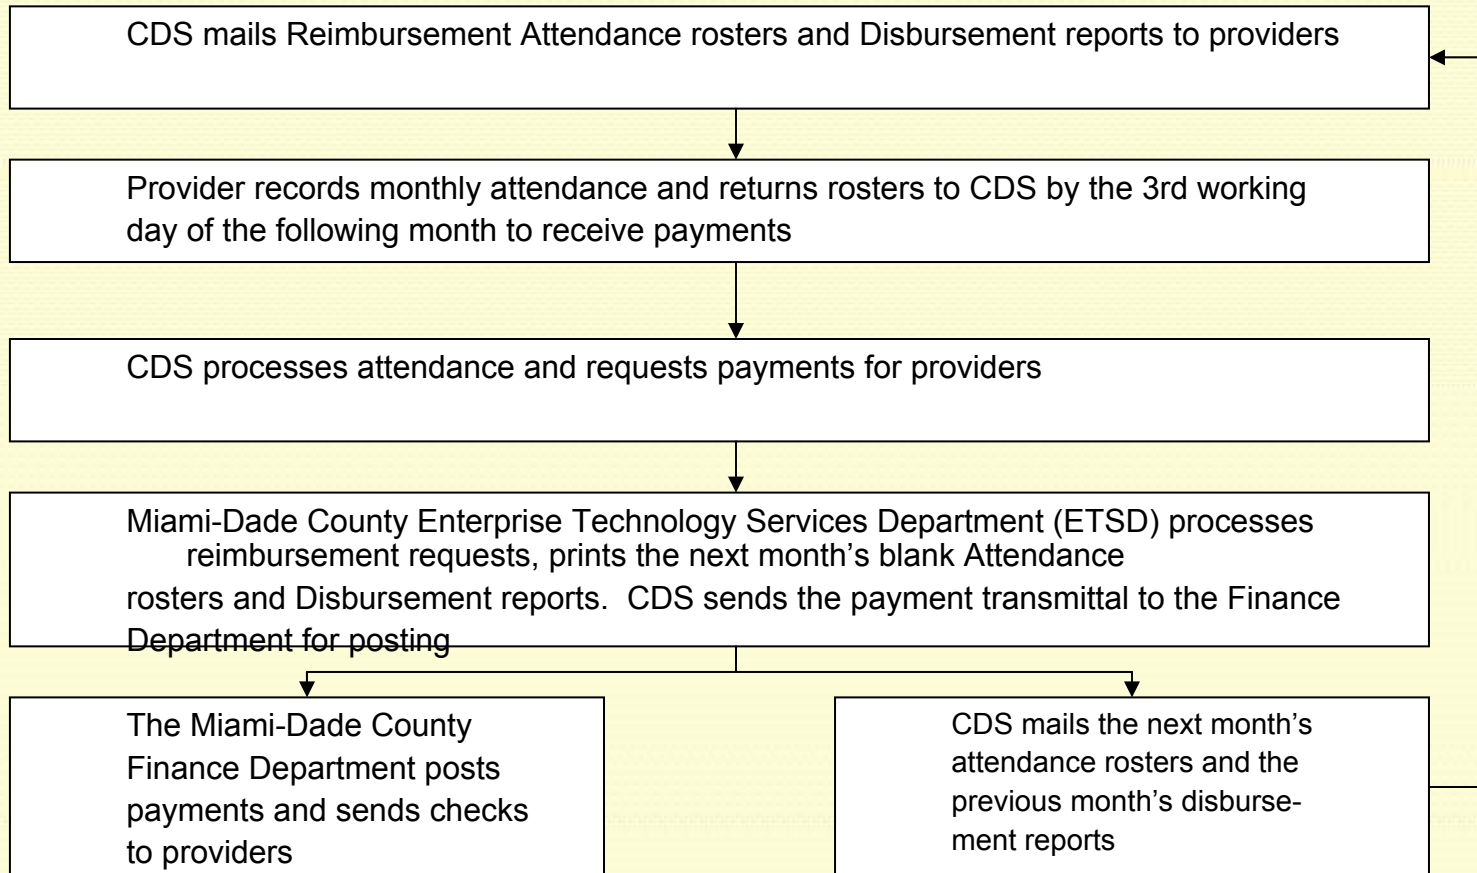 CDS mails Reimbursement Attendance rosters and Disbursement reports to providers
Provider records monthly attendance and returns rosters to CDS by the 3rd working
day of the following month to receive payments
CDS processes attendance and requests payments for providers
Miami-Dade County Enterprise Technology Services Department (ETSD) processes
reimbursement requests, prints the next month’s blank Attendance
rosters and Disbursement reports.  CDS sends the payment transmittal to the Finance
Department for posting
The Miami-Dade County
Finance Department posts
payments and sends checks
to providers
CDS mails the next month’s
attendance rosters and the
previous month’s disburse-
ment reports